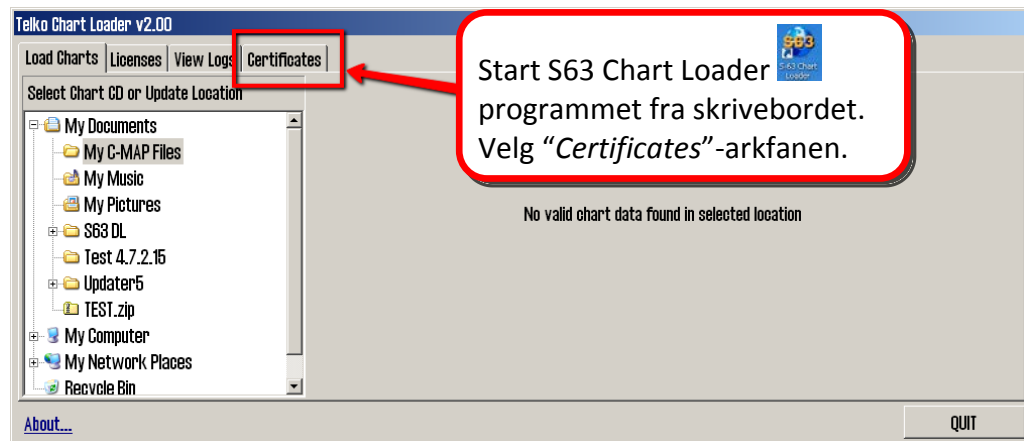 Telko Chart Loader v2.00
Load Charts
Licenses
View Logs
Certificates
Select Chart CD or Update Location
My Documents
My C-MAP Files
My Music
My Pictures
S63 DL
Test 4.7.2.15
Updater5
TEST.zip
My Computer
My Network Places
Recycle Bin
Start S63 Chart Loader
S63
S-63 Chart
Loader
programmet fra skrivebordet.
Velg “Certificates”-arkfanen.
No valid chart data found in selected location
About...
QUIT